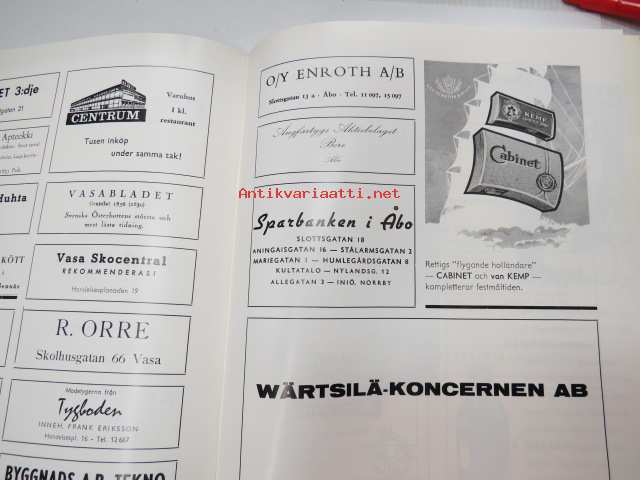 ET 3:dje
gatan 21
Apteekki
Huhta
KÖTT
CENTRUM
Varuhus
I kl.
restaurant
Tusen inköp
under samma tak!
VASABLADET
Svenska Österbottens största och
mest lästa tidning.
Vasa Skocentral
REKOMMENDERAS!
Handelsesplanaden 19
R. ORRE
Skolhusgatan 66 Vasa
Modetygerna från
Tygboden
INNEH. FRANK ERIKSSON
Handelsespl. 16 - Tel. 12 667
BYGGNADS A.B. TEKNO
O/Y ENROTH A/B
Slottsgatan 13 a · Åbo · Tel. 11 097, 15 097
Ångfartygs Aktiebolaget
Bore
Åbo
Antikvariaatti.net
Sparbanken i Åbo
SLOTTSGATAN 18
ANINGAISGATAN 16 — STÅLARMSGATAN 2
MARIEGATAN 1 — HUMLEGÅRDSGATAN 8
KULTATALO — NYLANDSG. 12
ALLEGATAN 3 — INIÖ, NORRBY
KEMP
Cabinet
Rettigs "flygande holländare"
— CABINET och van KEMP —
kompletterar festmåltiden.
WÄRTSILÄ-KONCERNEN AB